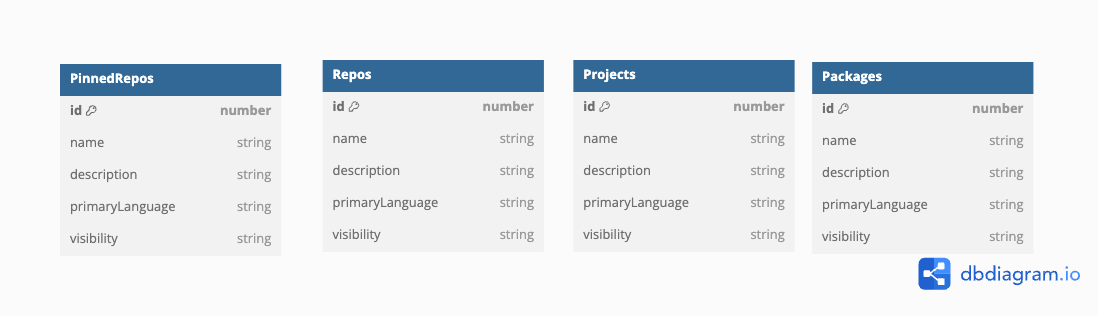 PinnedRepos
id number
name string
description string
primaryLanguage string
visibility string
Repos
id number
name string
description string
primaryLanguage string
visibility string
Projects
id number
name string
description string
primaryLanguage string
visibility string
Packages
id number
name string
description string
primaryLanguage string
visibility string
dbdiagram.io